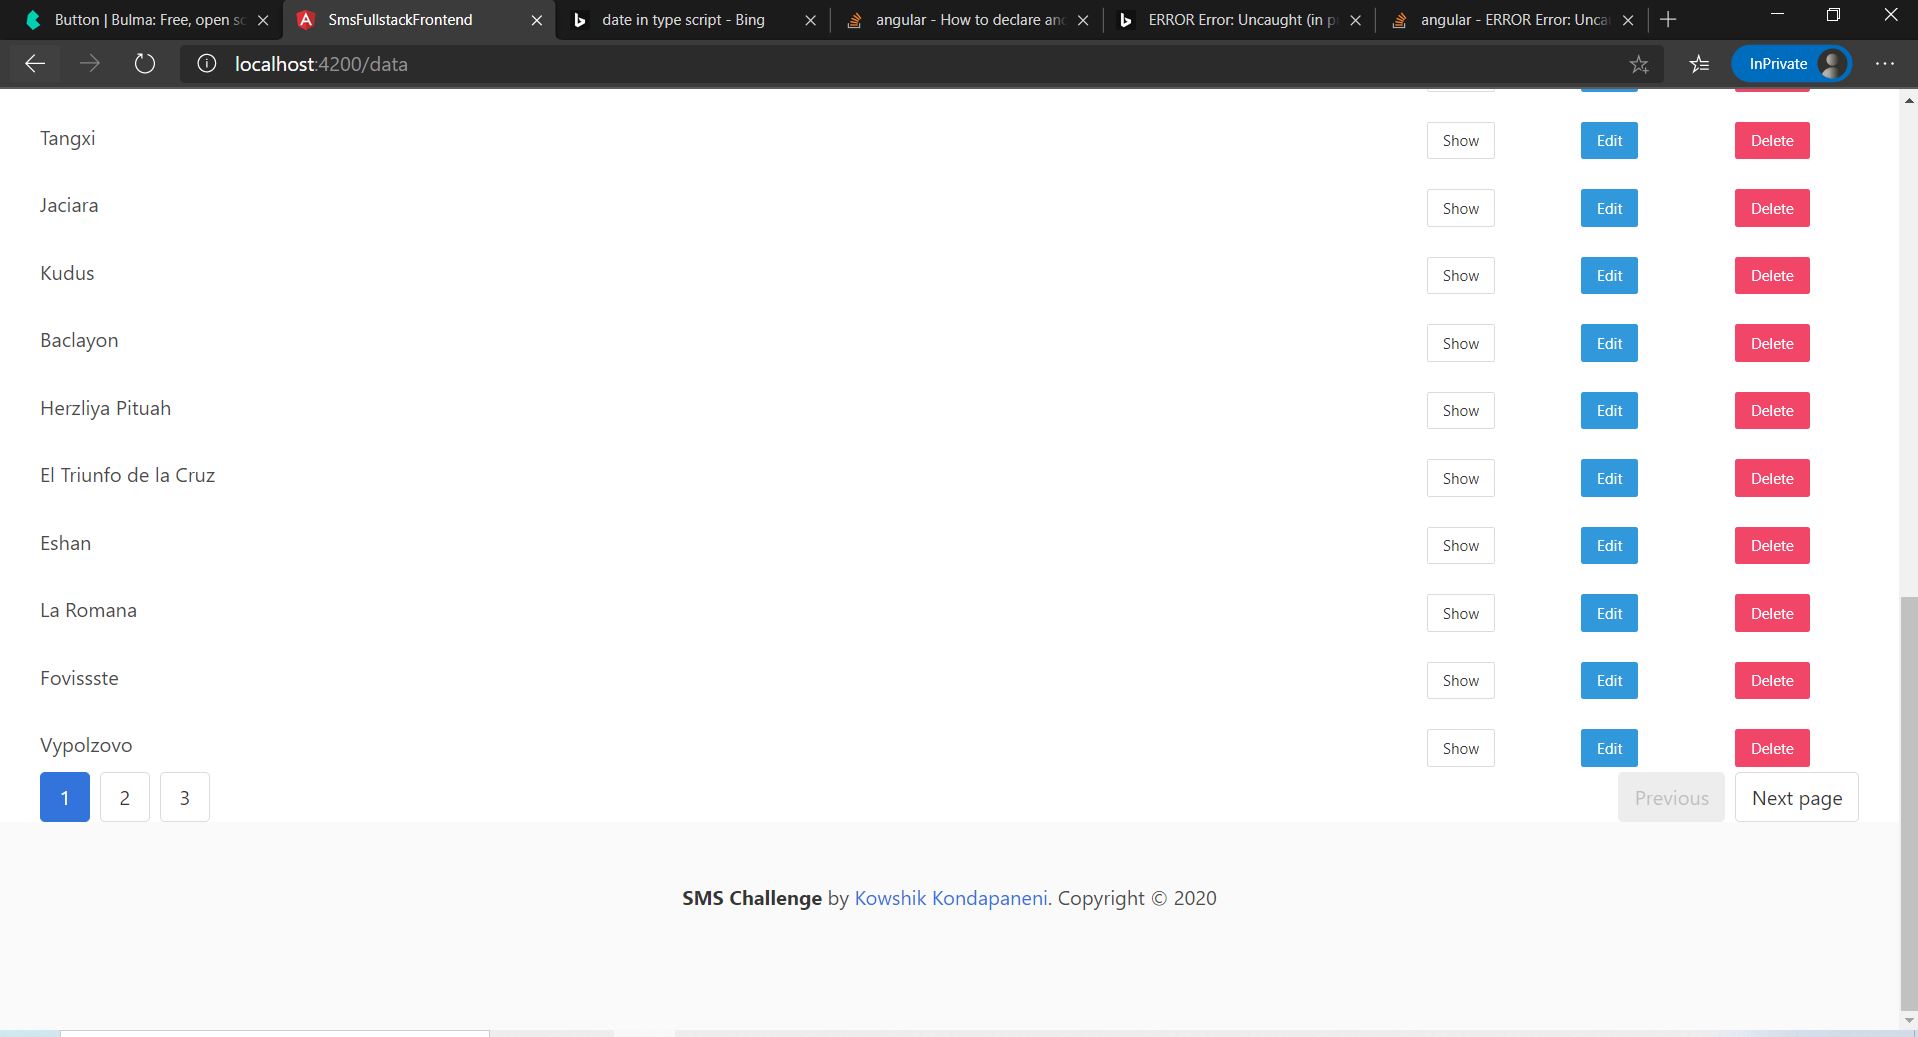 Button | Bulma: Free, open so
SmsFullstackFrontend
date in type script - Bing
angular - How to declare and
ERROR Error: Uncaught (in p
angular - ERROR Error: Unca
localhost:4200/data
InPrivate
Tangxi Show Edit Delete
Jaciara Show Edit Delete
Kudus Show Edit Delete
Baclayon Show Edit Delete
Herzliya Pituah Show Edit Delete
El Triunfo de la Cruz Show Edit Delete
Eshan Show Edit Delete
La Romana Show Edit Delete
Fovissste Show Edit Delete
Vypolzovo Show Edit Delete
1 2 3 Previous Next page
SMS Challenge by Kowshik Kondapaneni. Copyright © 2020